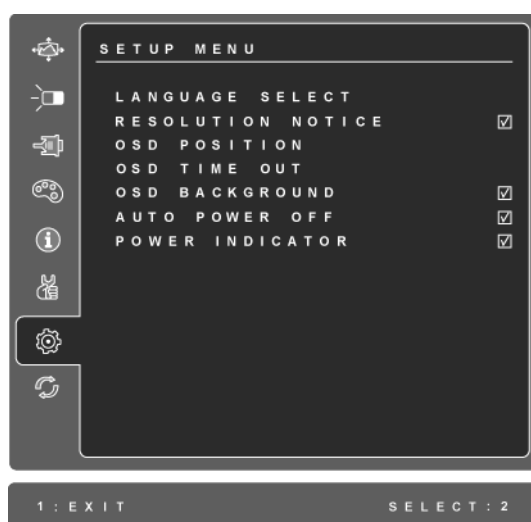 SETUP MENU
LANGUAGE SELECT
RESOLUTION NOTICE
OSD POSITION
OSD TIME OUT
OSD BACKGROUND
AUTO POWER OFF
POWER INDICATOR
1:EXIT SELECT:2